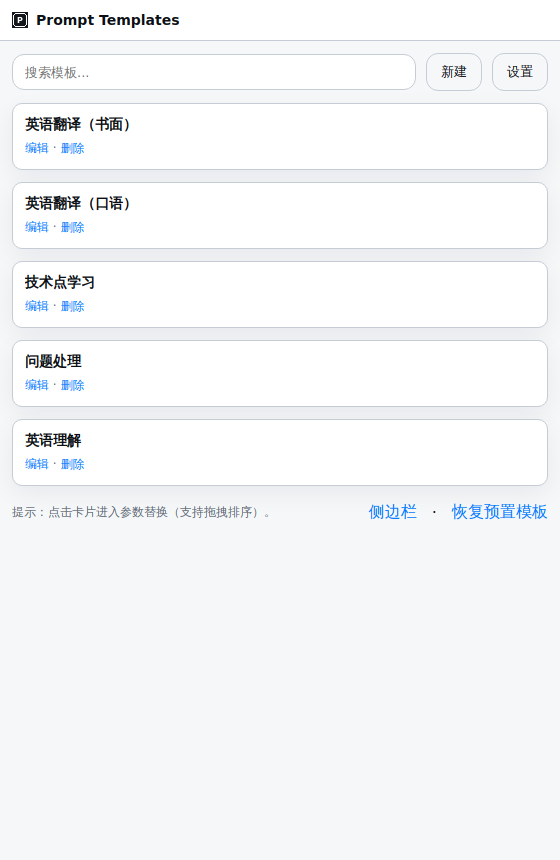 P Prompt Templates
搜索模板... 新建 设置
英语翻译（书面）
编辑 · 删除
英语翻译（口语）
编辑 · 删除
技术点学习
编辑 · 删除
问题处理
编辑 · 删除
英语理解
编辑 · 删除
提示：点击卡片进入参数替换（支持拖拽排序）。 侧边栏 · 恢复预置模板